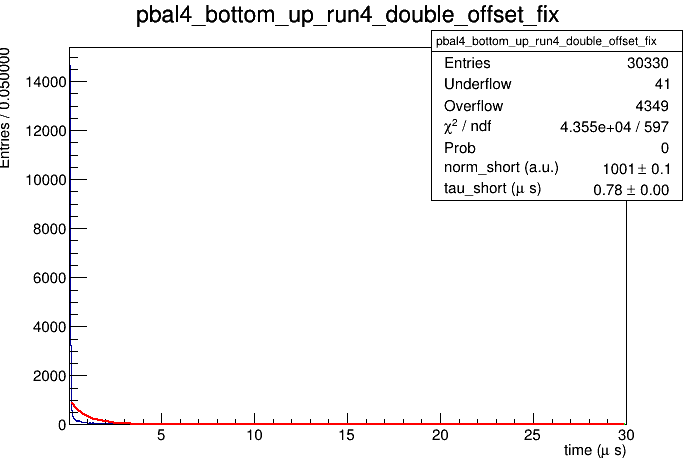 pbal4_bottom_up_run4_double_offset_fix
pbal4_bottom_up_run4_double_offset_fix
Entries 30330
Underflow 41
Overflow 4349
χ² / ndf 4.355e+04 / 597
Prob 0
norm_short (a.u.) 1001 ± 0.1
tau_short (μ s) 0.78 ± 0.00
Entries / 0.050000
14000
12000
10000
8000
6000
4000
2000
0
5 10 15 20 25 30
time (μ s)